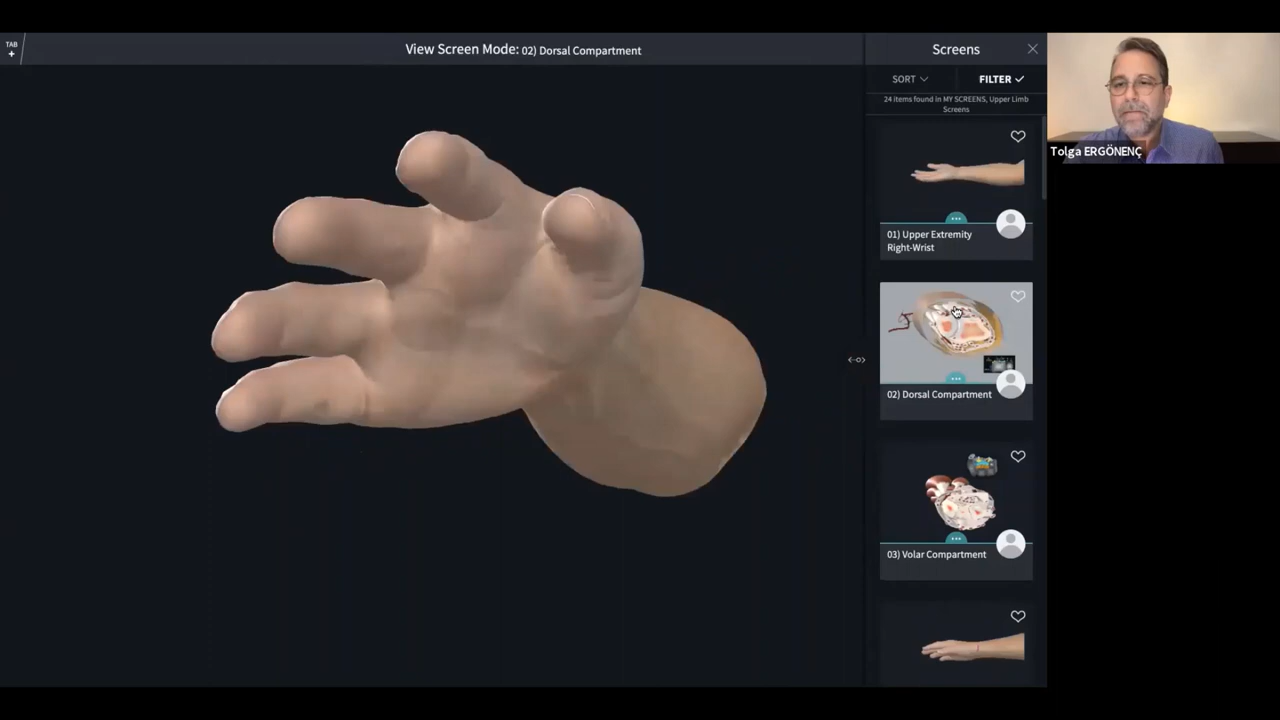 TAB
+
View Screen Mode: 02) Dorsal Compartment
Screens
SORT
FILTER
24 items found in MY SCREENS, Upper Limb
Screens
01) Upper Extremity
Right-Wrist
02) Dorsal Compartment
03) Volar Compartment
Tolga ERGÖNENÇ